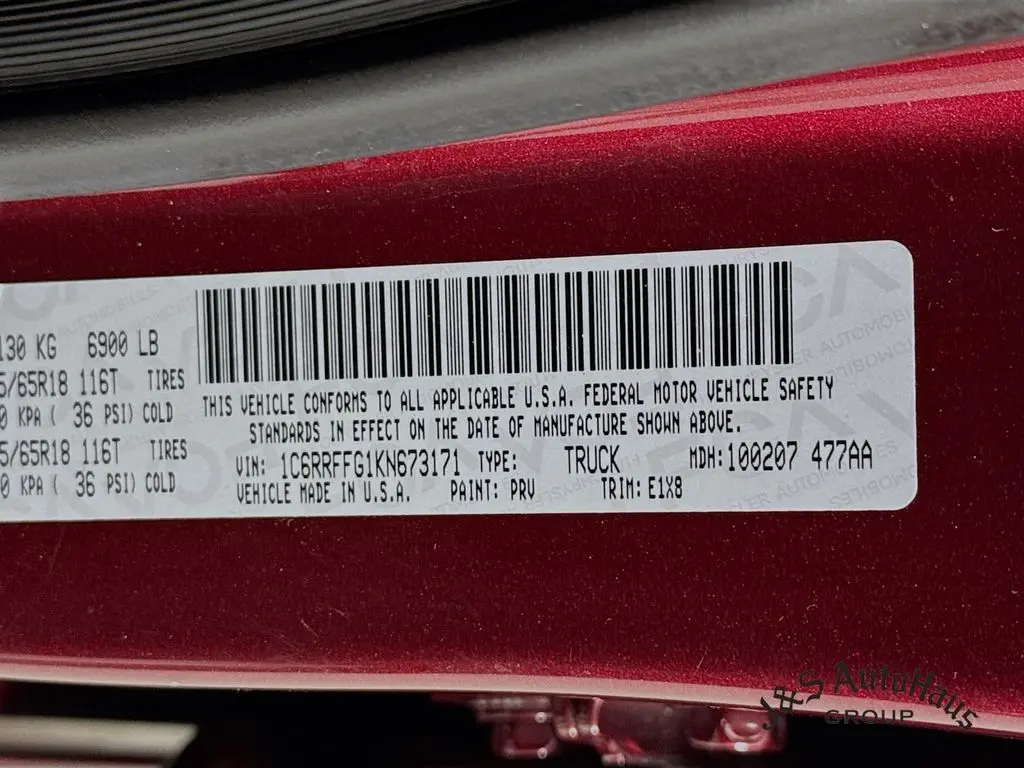 130 KG 6900 LB
5/65R18 116T TIRES
0 KPA ( 36 PSI) COLD
5/65R18 116T TIRES
0 KPA ( 36 PSI) COLD
THIS VEHICLE CONFORMS TO ALL APPLICABLE U.S.A. FEDERAL MOTOR VEHICLE SAFETY
STANDARDS IN EFFECT ON THE DATE OF MANUFACTURE SHOWN ABOVE.
VIN: 1C6RRFFG1KN673171 TYPE: TRUCK MDH:100207 477AA
VEHICLE MADE IN U.S.A. PAINT: PRV TRIM: E1X8
J&S AutoHaus
GROUP